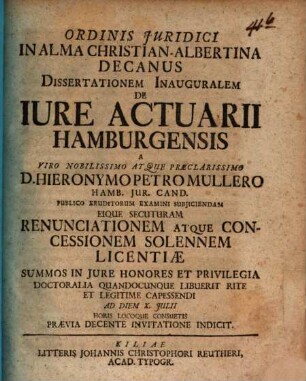 ORDINIS JURIDICI
IN ALMA CHRISTIAN-ALBERTINA
DECANUS
DISSERTATIONEM INAUGURALEM
DE
IURE ACTUARII
HAMBURGENSIS
A
VIRO NOBILISSIMO ATQUE PRÆCLARISSIMO
D. HIERONYMO PETRO MULLERO
HAMB. JUR. CAND.
PUBLICO ERUDITORUM EXAMINI SUBJICIENDAM
EIQUE SECUTURAM
RENUNCIATIONEM ATQUE CON-
CESSIONEM SOLENNEM
LICENTIÆ
SUMMOS IN JURE HONORES ET PRIVILEGIA
DOCTORALIA QUANDOCUNQUE LIBUERIT RITE
ET LEGITIME CAPESSENDI
AD DIEM X. JULII
HORIS LOCOQUE CONSUETIS
PRÆVIA DECENTE INVITATIONE INDICIT.
KILIAE
LITTERIS JOHANNIS CHRISTOPHORI REUTHERI,
ACAD. TYPOGR.